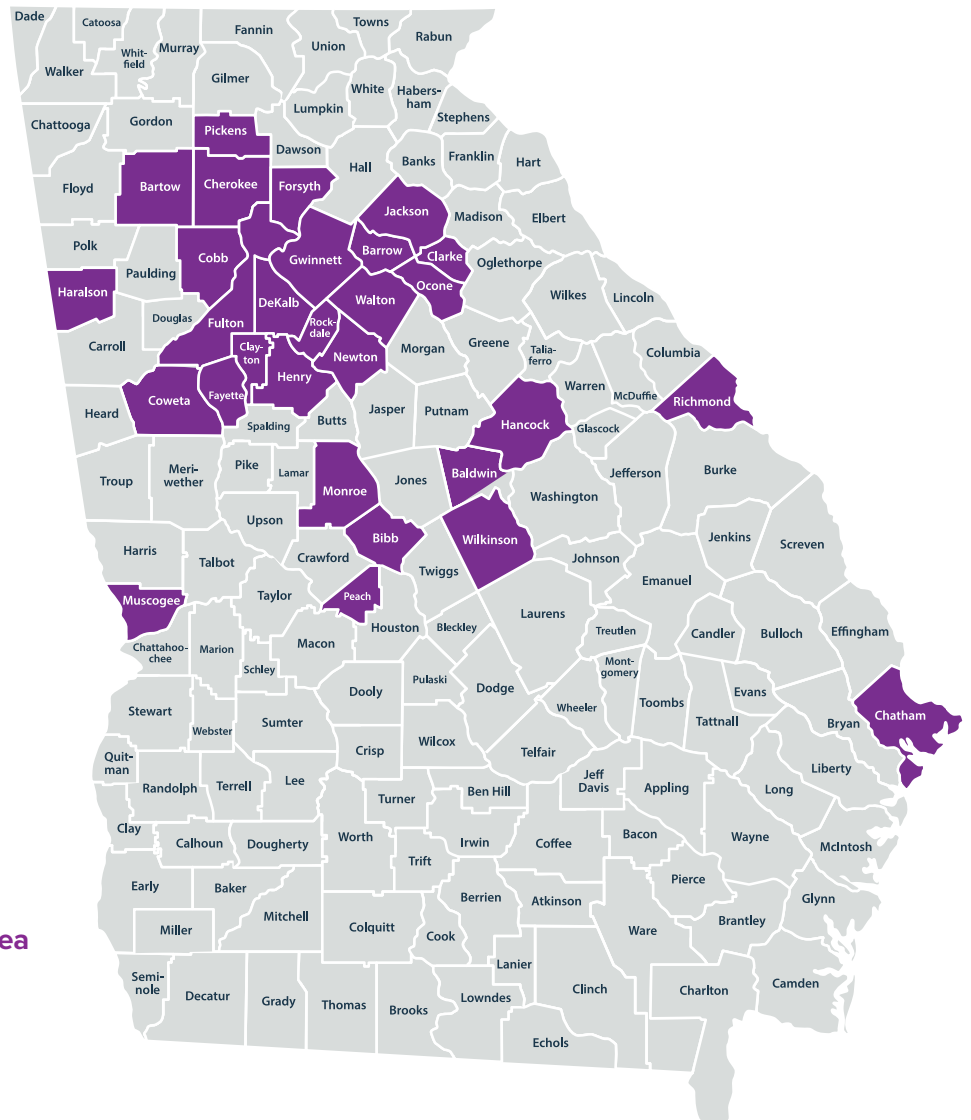 Dade
Catoosa
Whit-
field
Murray
Fannin
Union
Towns
Rabun
Walker
Gilmer
Lumpkin
White
Habers-
ham
Stephens
Chattooga
Gordon
Pickens
Dawson
Hall
Banks
Franklin
Hart
Floyd
Bartow
Cherokee
Forsyth
Jackson
Madison
Elbert
Polk
Paulding
Cobb
Gwinnett
Barrow
Clarke
Oglethorpe
Haralson
Douglas
Fulton
DeKalb
Rock-
dale
Walton
Ocone
Wilkes
Lincoln
Carroll
Clay-
ton
Henry
Newton
Morgan
Greene
Talia-
ferro
Columbia
Heard
Coweta
Fayette
Spalding
Butts
Jasper
Putnam
Hancock
Warren
McDuffie
Richmond
Glascock
Troup
Meri-
wether
Pike
Lamar
Monroe
Jones
Baldwin
Washington
Jefferson
Burke
Upson
Bibb
Wilkinson
Harris
Talbot
Crawford
Twiggs
Johnson
Jenkins
Screven
Muscogee
Taylor
Peach
Houston
Bleckley
Laurens
Emanuel
Chattahoo-
chee
Marion
Schley
Macon
Treutlen
Candler
Bulloch
Effingham
Stewart
Webster
Sumter
Dooly
Pulaski
Dodge
Wheeler
Mont-
gomery
Toombs
Tattnall
Evans
Bryan
Chatham
Quit-
man
Randolph
Terrell
Lee
Crisp
Wilcox
Telfair
Jeff
Davis
Appling
Long
Liberty
Clay
Calhoun
Dougherty
Worth
Turner
Ben Hill
Irwin
Coffee
Bacon
Wayne
McIntosh
Early
Baker
Mitchell
Trift
Berrien
Atkinson
Pierce
Brantley
Glynn
Miller
Colquitt
Cook
Ware
ea
Semi-
nole
Decatur
Grady
Thomas
Brooks
Lowndes
Lanier
Clinch
Charlton
Camden
Echols